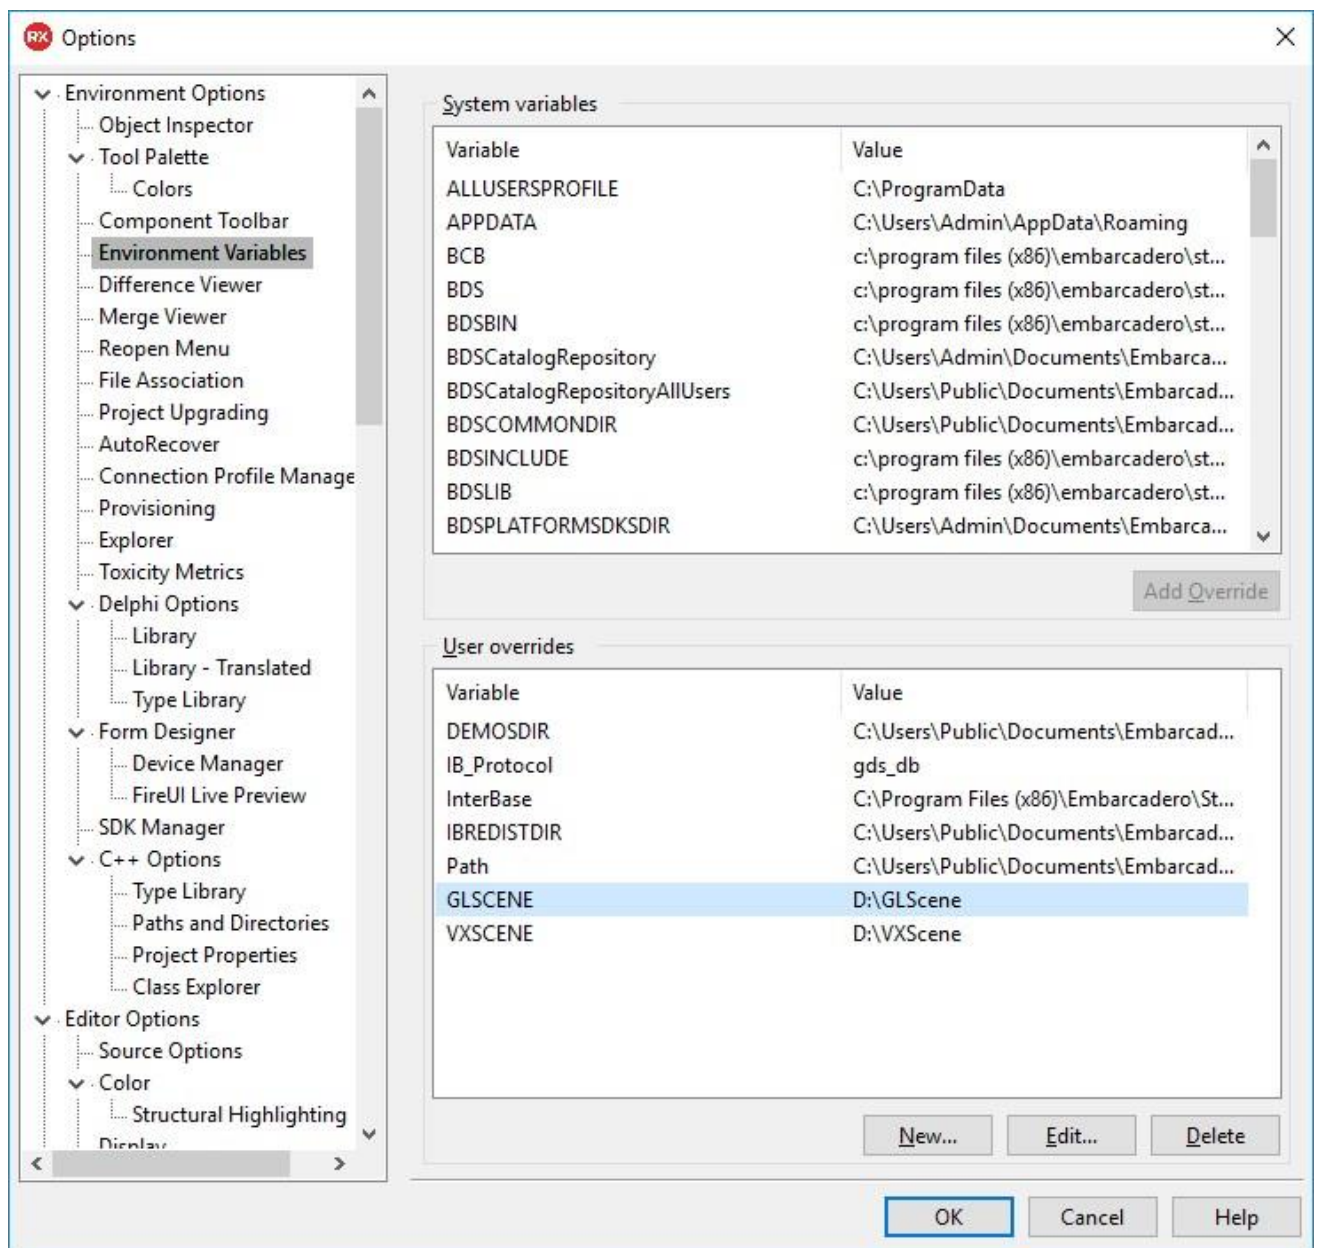 RX Options
Environment Options
Object Inspector
Tool Palette
Colors
Component Toolbar
Environment Variables
Difference Viewer
Merge Viewer
Reopen Menu
File Association
Project Upgrading
AutoRecover
Connection Profile Manage
Provisioning
Explorer
Toxicity Metrics
Delphi Options
Library
Library - Translated
Type Library
Form Designer
Device Manager
FireUI Live Preview
SDK Manager
C++ Options
Type Library
Paths and Directories
Project Properties
Class Explorer
Editor Options
Source Options
Color
Structural Highlighting
Display
System variables
Variable Value
ALLUSERSPROFILE C:\ProgramData
APPDATA C:\Users\Admin\AppData\Roaming
BCB c:\program files (x86)\embarcadero\st...
BDS c:\program files (x86)\embarcadero\st...
BDSBIN c:\program files (x86)\embarcadero\st...
BDSCatalogRepository C:\Users\Admin\Documents\Embarca...
BDSCatalogRepositoryAllUsers C:\Users\Public\Documents\Embarcad...
BDSCOMMONDIR C:\Users\Public\Documents\Embarcad...
BDSINCLUDE c:\program files (x86)\embarcadero\st...
BDSLIB c:\program files (x86)\embarcadero\st...
BDSPLATFORMSDKSDIR C:\Users\Admin\Documents\Embarca...
Add Override
User overrides
Variable Value
DEMOSDIR C:\Users\Public\Documents\Embarcad...
IB_Protocol gds_db
InterBase C:\Program Files (x86)\Embarcadero\St...
IBREDISTDIR C:\Users\Public\Documents\Embarcad...
Path C:\Users\Public\Documents\Embarcad...
GLSCENE D:\GLScene
VXSCENE D:\VXScene
New... Edit... Delete
OK Cancel Help